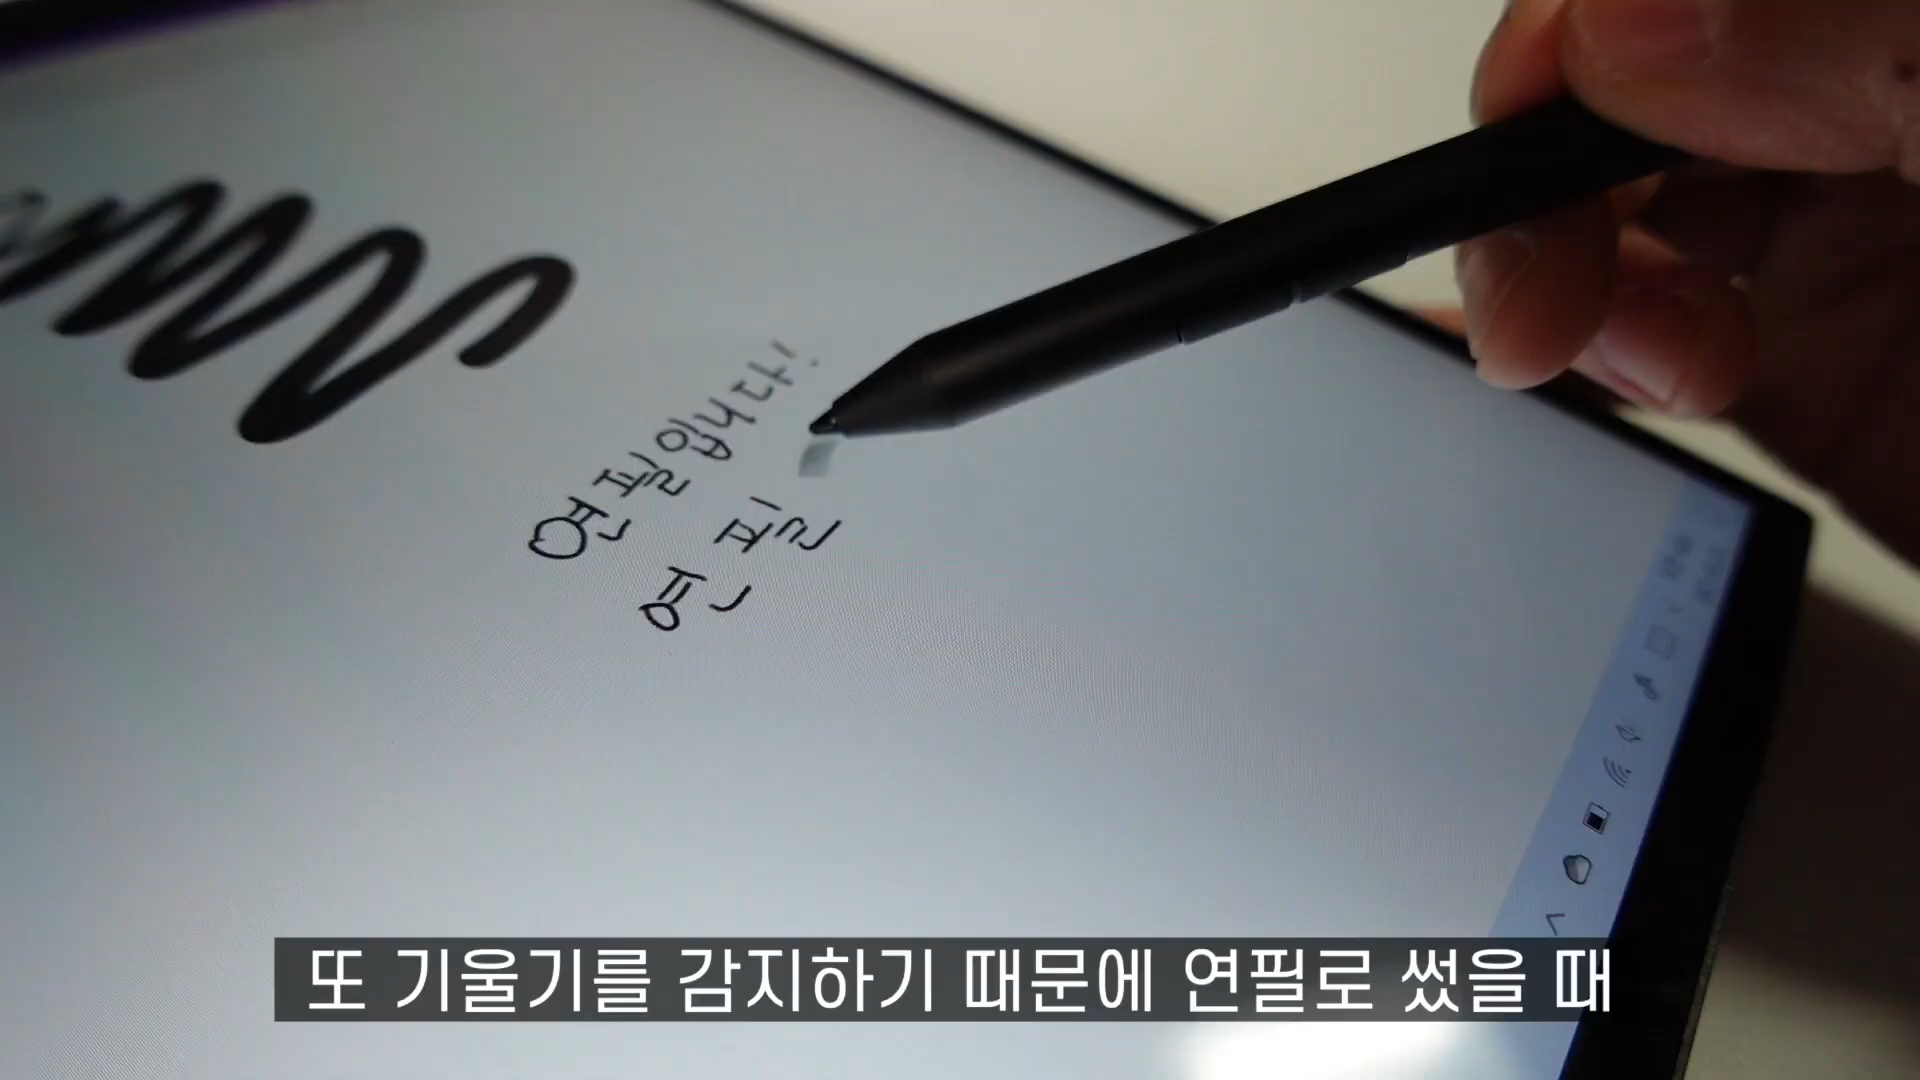 연필입니다!
연필
또 기울기를 감지하기 때문에 연필로 썼을 때